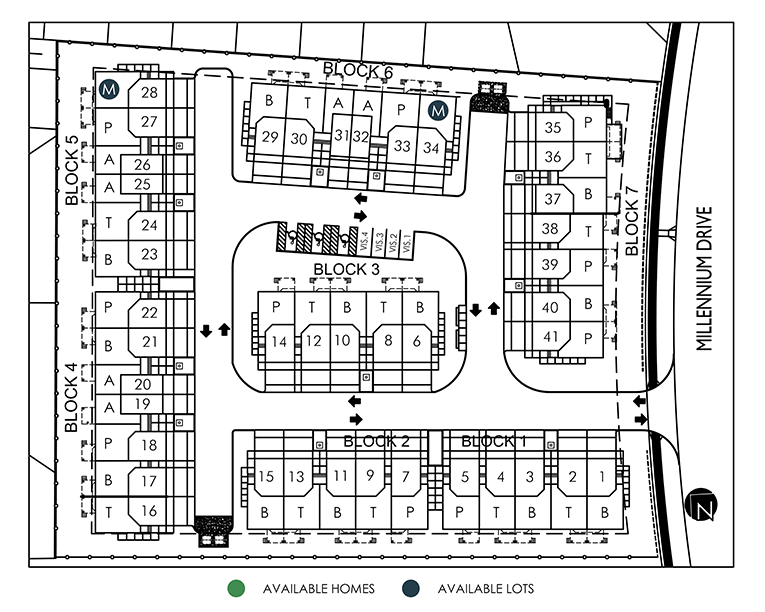 BLOCK 6
M
28
P
27
A
26
A
25
T
24
B
23
BLOCK 5
B
T
A
A
P
M
29
30
31
32
33
34
35
P
36
T
37
B
38
T
39
P
40
B
41
P
BLOCK 7
MILLENNIUM DRIVE
VIS.4
VIS.3
VIS.2
VIS.1
BLOCK 3
P
T
B
T
B
14
12
10
8
6
P
22
B
21
A
20
A
19
P
18
B
17
T
16
BLOCK 4
BLOCK 2
BLOCK 1
15
13
11
9
7
5
4
3
2
1
B
T
B
T
B
P
T
B
T
B
N
AVAILABLE HOMES
AVAILABLE LOTS